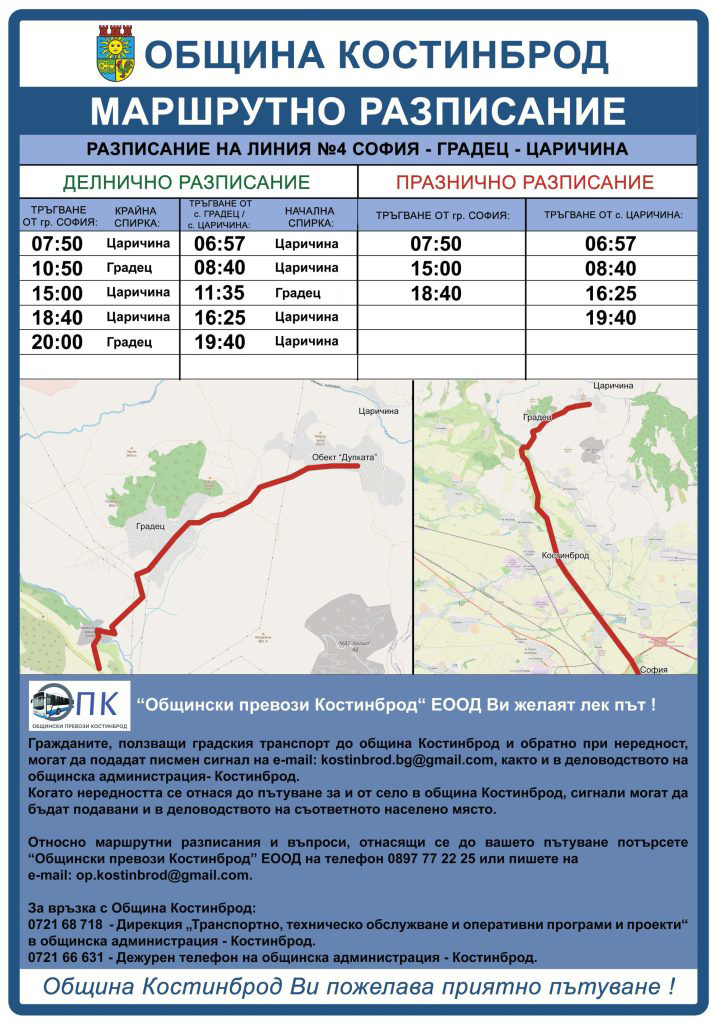 ОБЩИНА КОСТИНБРОД
МАРШРУТНО РАЗПИСАНИЕ
РАЗПИСАНИЕ НА ЛИНИЯ №4 СОФИЯ - ГРАДЕЦ - ЦАРИЧИНА
ДЕЛНИЧНО РАЗПИСАНИЕ ПРАЗНИЧНО РАЗПИСАНИЕ
ТРЪГВАНЕ ОТ гр. СОФИЯ: КРАЙНА СПИРКА: ТРЪГВАНЕ ОТ с. ГРАДЕЦ / с. ЦАРИЧИНА: НАЧАЛНА СПИРКА: ТРЪГВАНЕ ОТ гр. СОФИЯ: ТРЪГВАНЕ ОТ с. ЦАРИЧИНА:
07:50 Царичина 06:57 Царичина 07:50 06:57
10:50 Градец 08:40 Царичина 15:00 08:40
15:00 Царичина 11:35 Градец 18:40 16:25
18:40 Царичина 16:25 Царичина 19:40
20:00 Градец 19:40 Царичина
Царичина
Обект “Дупката”
Градец
Царичина
Градец
Костинброд
София
ОПК
ОБЩИНСКИ ПРЕВОЗИ КОСТИНБРОД
“Общински превози Костинброд“ ЕООД Ви желаят лек път !
Гражданите, ползващи градския транспорт до община Костинброд и обратно при нередност,
могат да подадат писмен сигнал на e-mail: kostinbrod.bg@gmail.com, както и в деловодството на
общинска администрация- Костинброд.
Когато нередността се отнася до пътуване за и от село в община Костинброд, сигнали могат да
бъдат подавани и в деловодството на съответното населено място.
Относно маршрутни разписания и въпроси, отнасящи се до вашето пътуване потърсете
“Общински превози Костинброд” ЕООД на телефон 0897 77 22 25 или пишете на
e-mail: op.kostinbrod@gmail.com.
За връзка с Община Костинброд:
0721 68 718 - Дирекция „Транспортно, техническо обслужване и оперативни програми и проекти“
в общинска администрация - Костинброд.
0721 66 631 - Дежурен телефон на общинска администрация - Костинброд.
Община Костинброд Ви пожелава приятно пътуване !